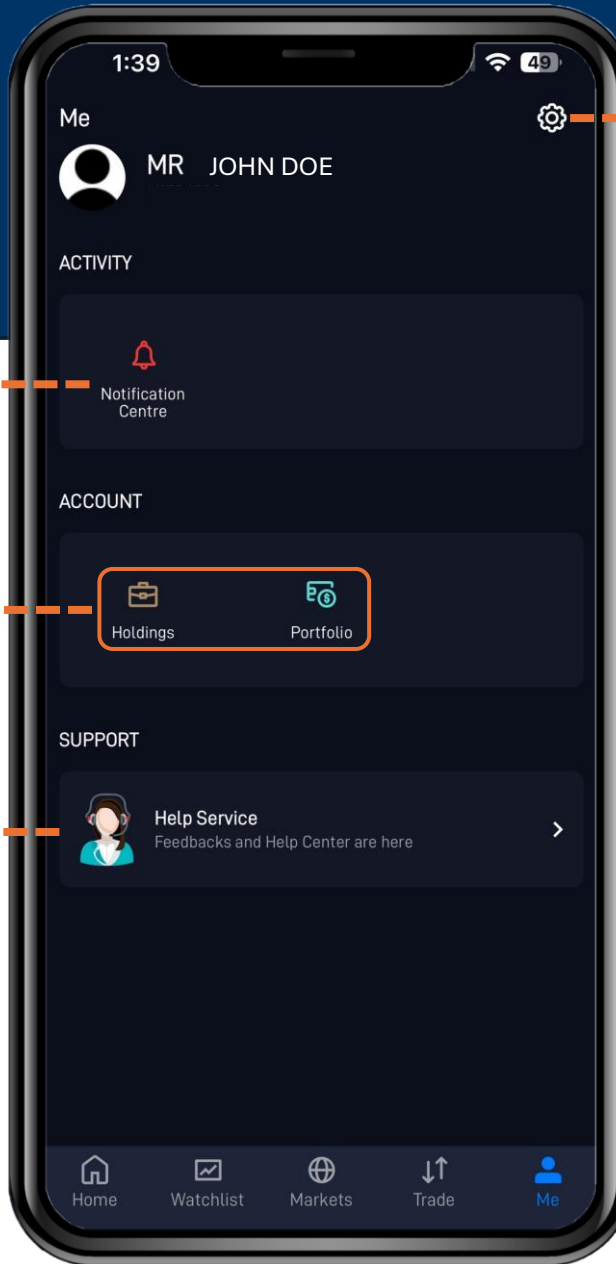 1:39
49
Me
MR JOHN DOE
ACTIVITY
Notification
Centre
ACCOUNT
Holdings
Portfolio
SUPPORT
Help Service
Feedbacks and Help Center are here
Home
Watchlist
Markets
Trade
Me